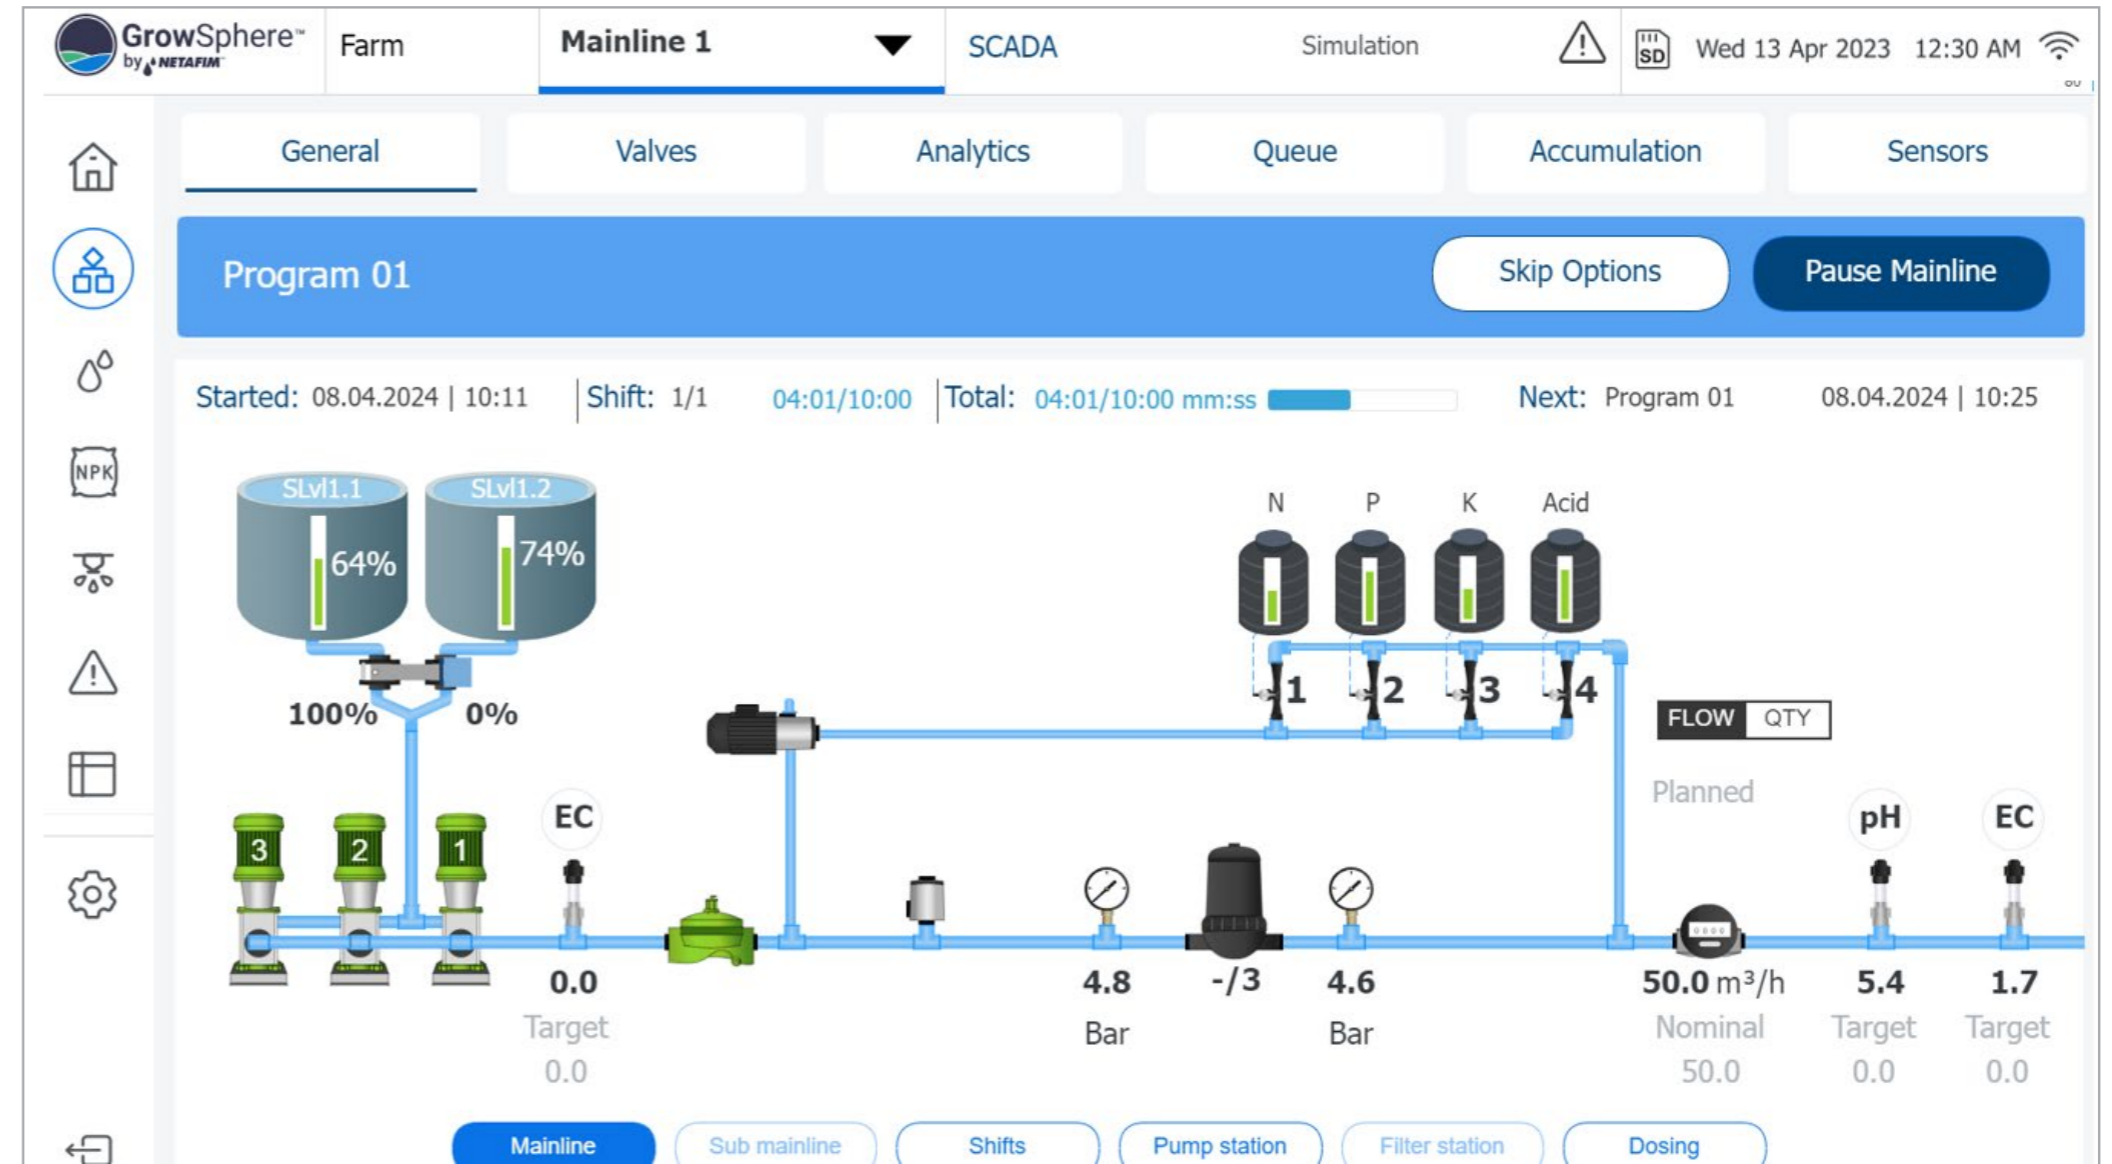 GrowSphere™
by NETAFIM™
Farm
Mainline 1
SCADA
Simulation
SD
Wed 13 Apr 2023 12:30 AM
General
Valves
Analytics
Queue
Accumulation
Sensors
Program 01
Skip Options
Pause Mainline
Started: 08.04.2024 | 10:11
Shift: 1/1 04:01/10:00
Total: 04:01/10:00 mm:ss
Next: Program 01 08.04.2024 | 10:25
NPK
SLvl1.1
SLvl1.2
64%
74%
N
P
K
Acid
1
2
3
4
100%
0%
FLOW
QTY
Planned
3
2
1
EC
pH
EC
0000
0.0
4.8
-/3
4.6
50.0 m³/h
5.4
1.7
Target
Bar
Bar
Nominal
Target
Target
0.0
50.0
0.0
0.0
Mainline
Sub mainline
Shifts
Pump station
Filter station
Dosing